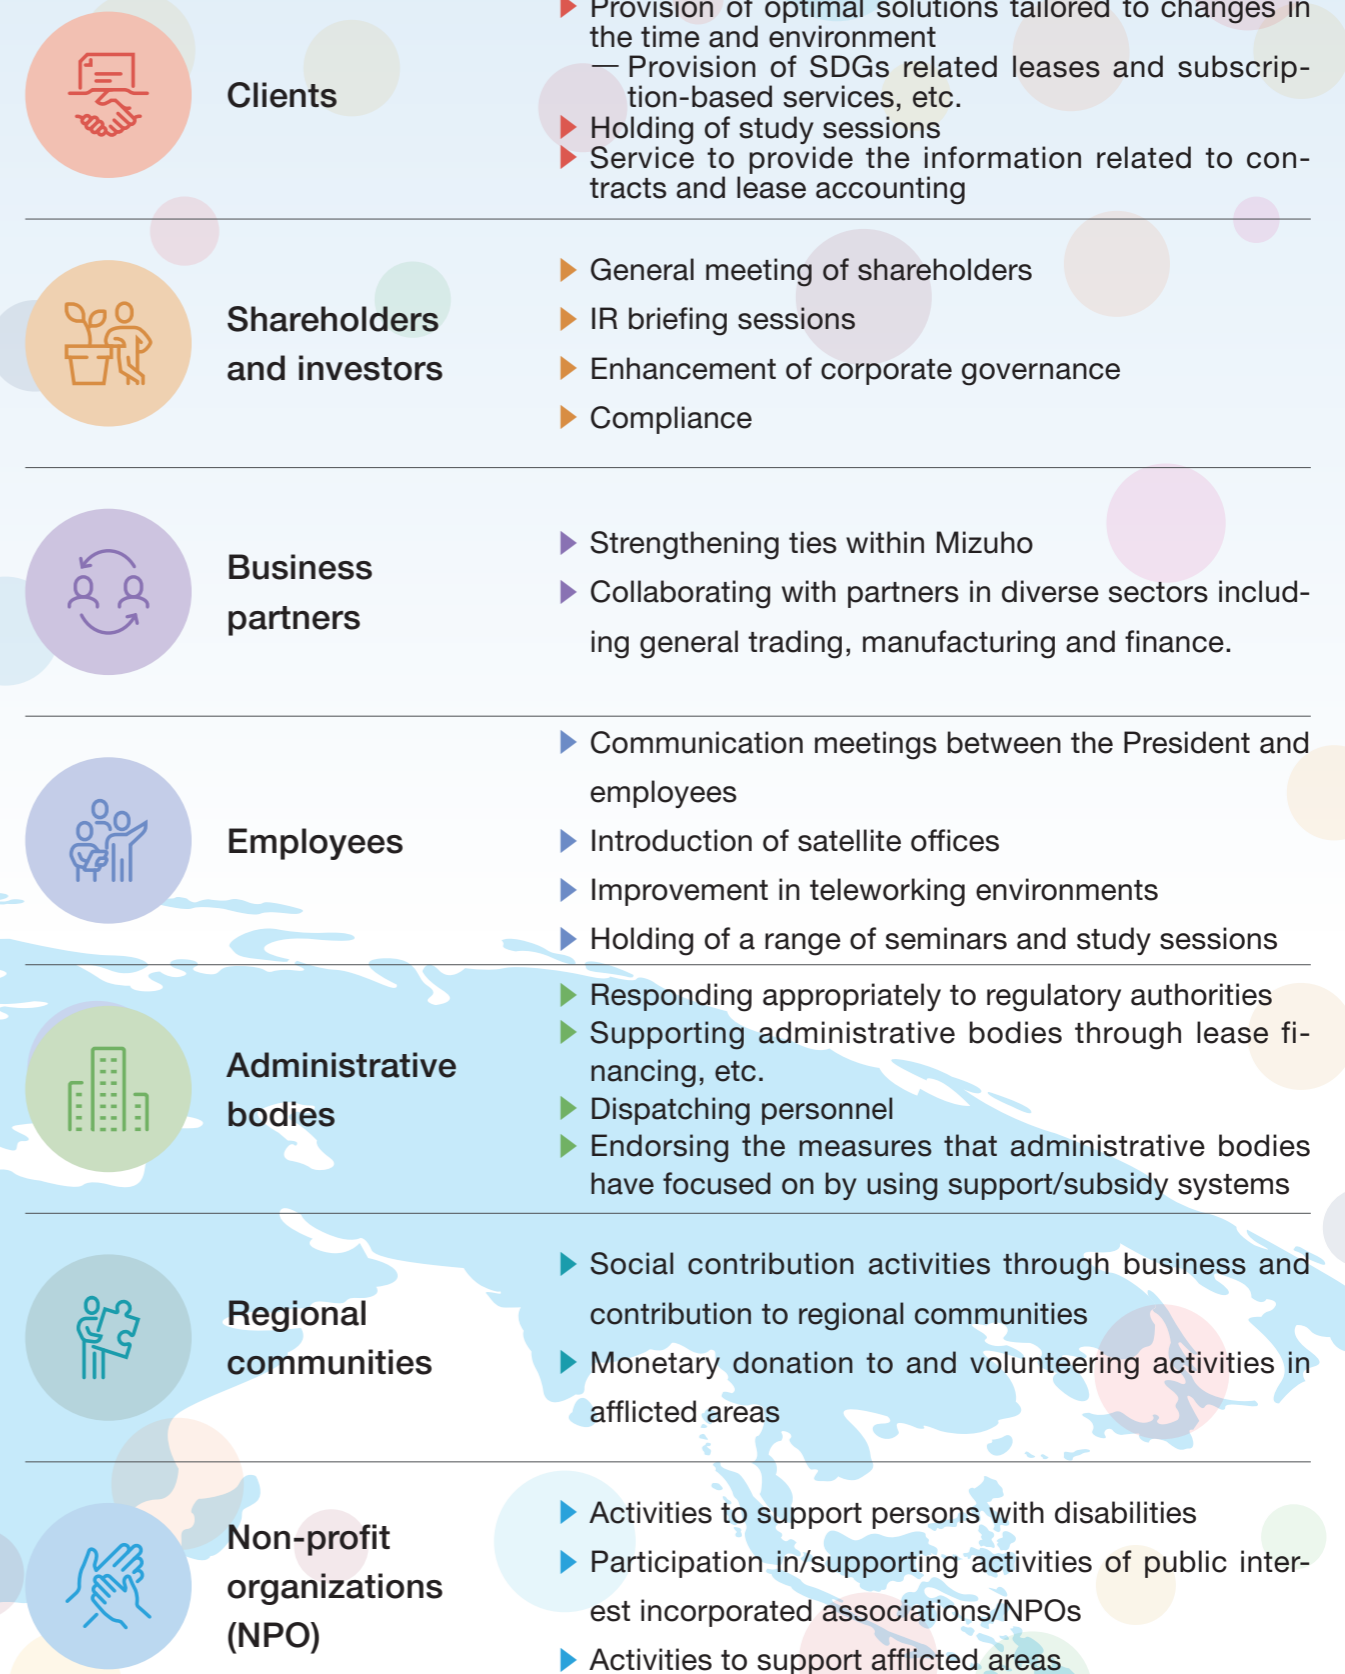 Clients
Provision of optimal solutions tailored to changes in
the time and environment
— Provision of SDGs related leases and subscrip-
tion-based services, etc.
Holding of study sessions
Service to provide the information related to con-
tracts and lease accounting
Shareholders
and investors
General meeting of shareholders
IR briefing sessions
Enhancement of corporate governance
Compliance
Business
partners
Strengthening ties within Mizuho
Collaborating with partners in diverse sectors includ-
ing general trading, manufacturing and finance.
Employees
Communication meetings between the President and
employees
Introduction of satellite offices
Improvement in teleworking environments
Holding of a range of seminars and study sessions
Administrative
bodies
Responding appropriately to regulatory authorities
Supporting administrative bodies through lease fi-
nancing, etc.
Dispatching personnel
Endorsing the measures that administrative bodies
have focused on by using support/subsidy systems
Regional
communities
Social contribution activities through business and
contribution to regional communities
Monetary donation to and volunteering activities in
afflicted areas
Non-profit
organizations
(NPO)
Activities to support persons with disabilities
Participation in/supporting activities of public inter-
est incorporated associations/NPOs
Activities to support afflicted areas